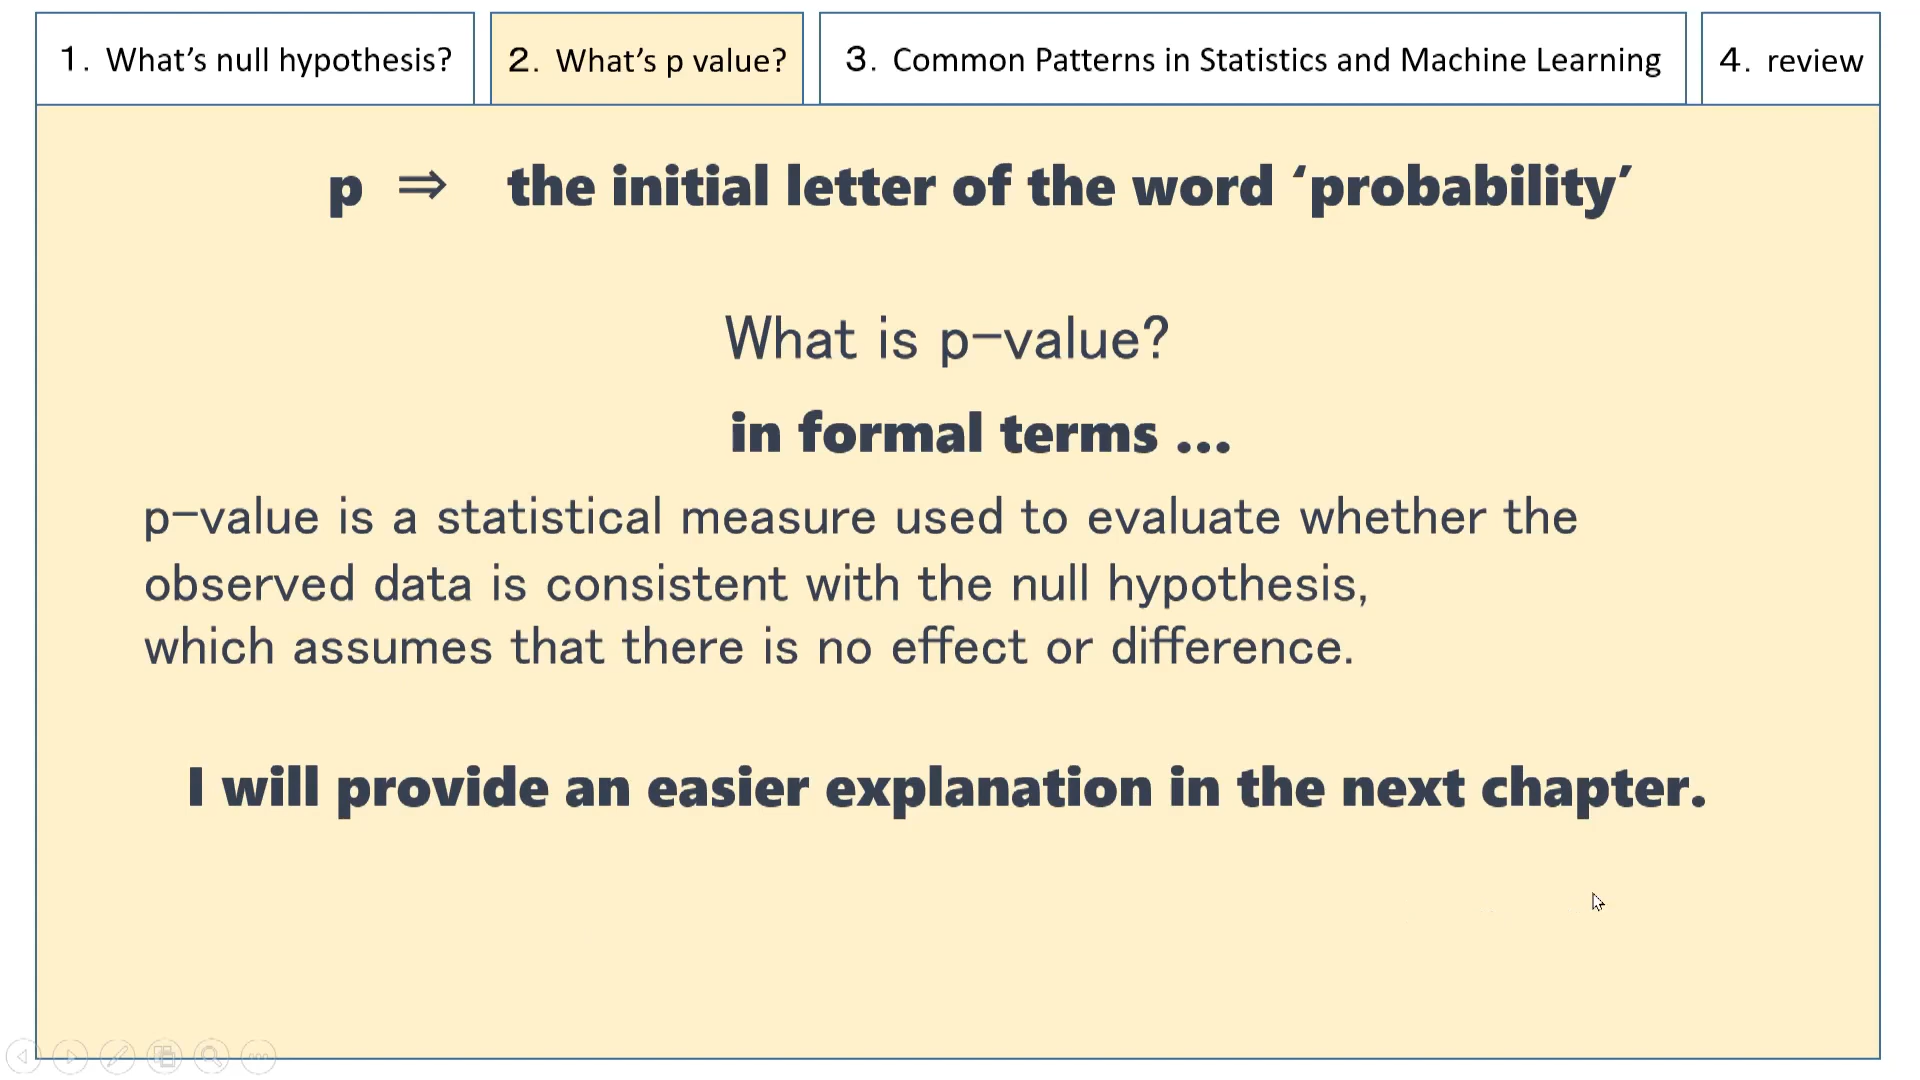 1. What’s null hypothesis?
2. What’s p value?
3. Common Patterns in Statistics and Machine Learning
4. review
p ⇒ the initial letter of the word ‘probability’
What is p-value?
in formal terms ...
p-value is a statistical measure used to evaluate whether the
observed data is consistent with the null hypothesis,
which assumes that there is no effect or difference.
I will provide an easier explanation in the next chapter.